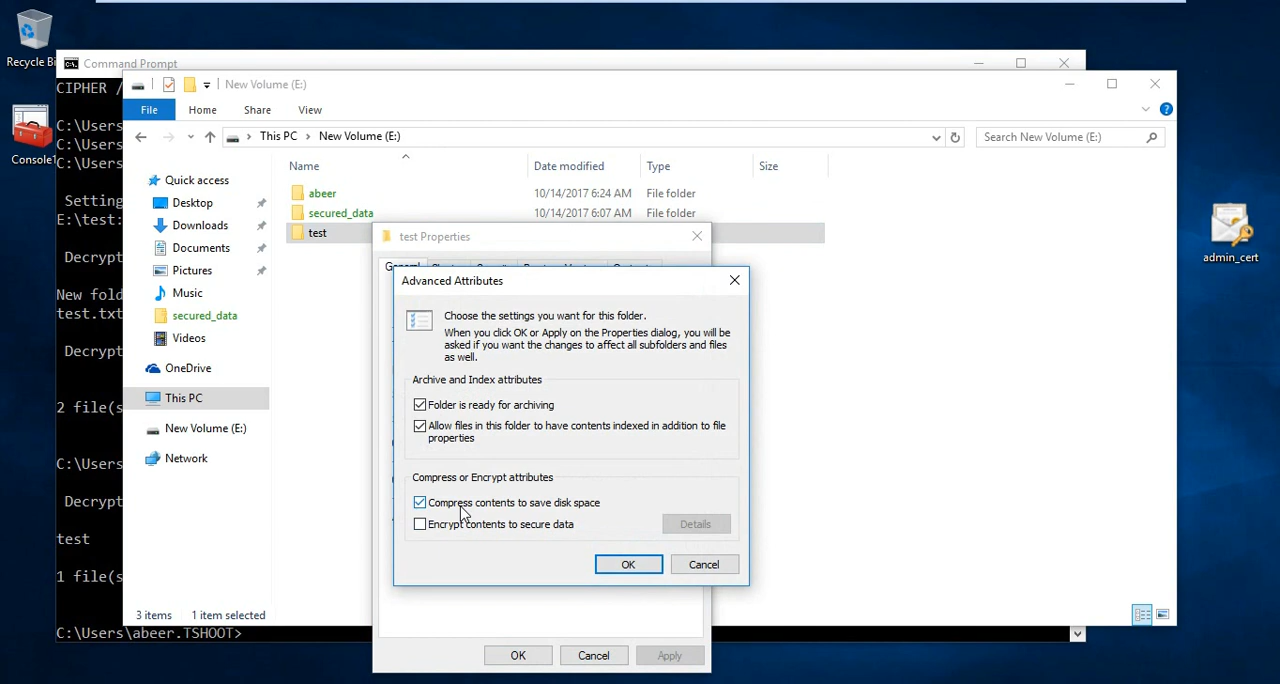 Recycle Bi
Console1
admin_cert
Command Prompt
CIPHER /
C:\Users
C:\Users
C:\Users
Setting
E:\test:
Decrypt
New fold
test.txt
Decrypt
2 file(s
C:\Users
Decrypt
test
1 file(s
C:\Users\abeer.TSHOOT>
New Volume (E:)
File Home Share View
This PC > New Volume (E:)
Search New Volume (E:)
Name Date modified Type Size
Quick access
Desktop
Downloads
Documents
Pictures
Music
secured_data
Videos
OneDrive
This PC
New Volume (E:)
Network
abeer 10/14/2017 6:24 AM File folder
secured_data 10/14/2017 6:07 AM File folder
test
3 items 1 item selected
test Properties
General
Advanced Attributes
Choose the settings you want for this folder.
When you click OK or Apply on the Properties dialog, you will be
asked if you want the changes to affect all subfolders and files
as well.
Archive and Index attributes
Folder is ready for archiving
Allow files in this folder to have contents indexed in addition to file
properties
Compress or Encrypt attributes
Compress contents to save disk space
Encrypt contents to secure data
Details
OK Cancel
OK Cancel Apply